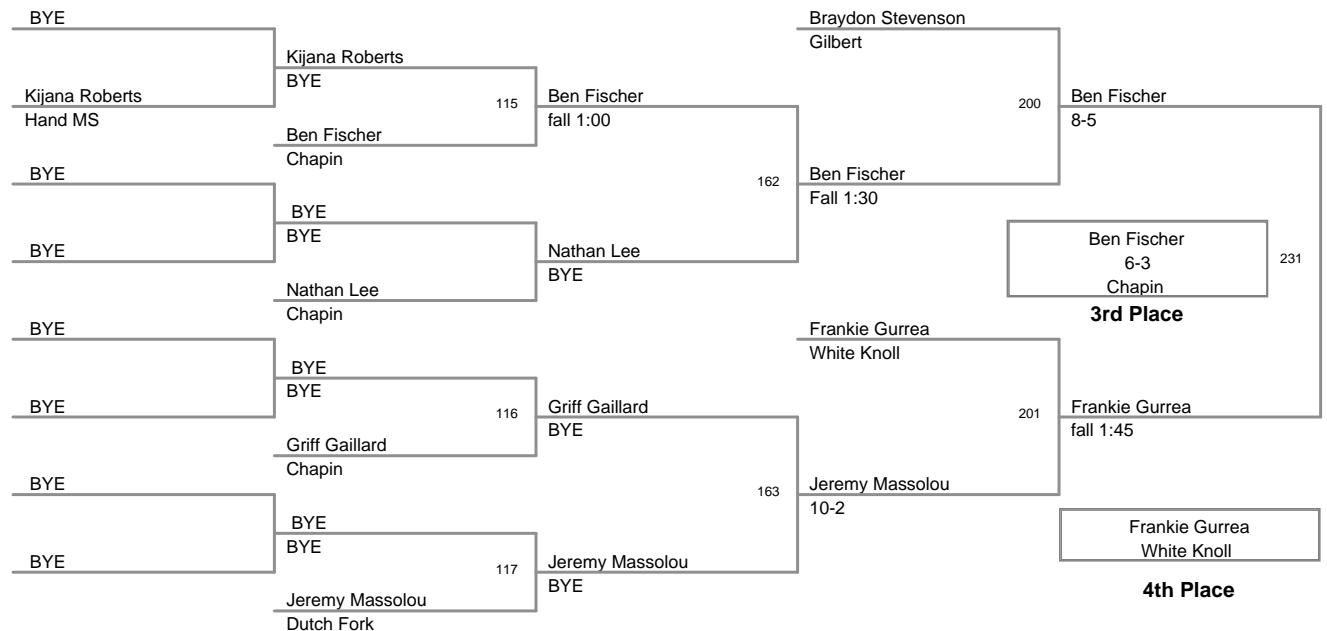 BYE
Kijana Roberts
Hand MS
BYE
BYE
BYE
BYE
BYE
BYE
Kijana Roberts
BYE
115
Ben Fischer
Chapin
BYE
BYE
Nathan Lee
Chapin
BYE
BYE
116
Griff Gaillard
Chapin
BYE
BYE
117
Jeremy Massolou
Dutch Fork
Ben Fischer
fall 1:00
162
Nathan Lee
BYE
Griff Gaillard
BYE
163
Jeremy Massolou
BYE
Braydon Stevenson
Gilbert
200
Ben Fischer
Fall 1:30
Frankie Gurrea
White Knoll
201
Jeremy Massolou
10-2
Ben Fischer
8-5
Ben Fischer
6-3
Chapin
231
3rd Place
Frankie Gurrea
fall 1:45
Frankie Gurrea
White Knoll
4th Place